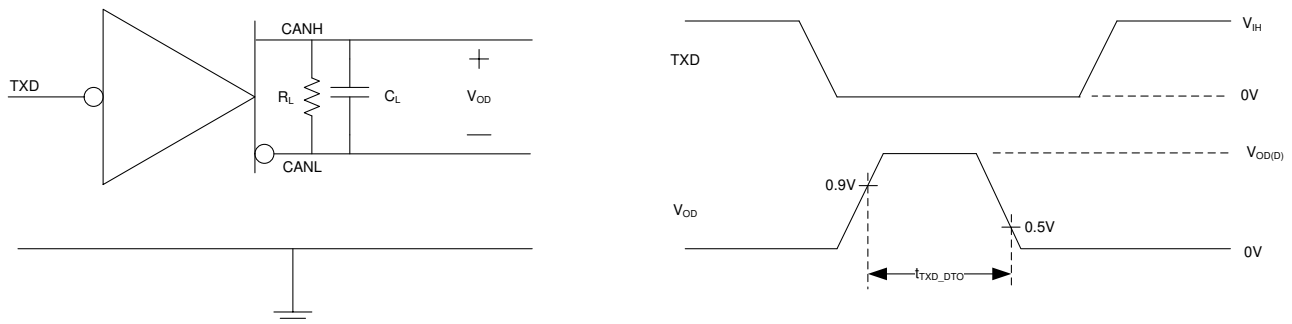 CANH
TXD
R_L
C_L
+
V_OD
—
CANL
TXD
V_IH
0V
V_OD(D)
0.9V
V_OD
0.5V
0V
t_TXD_DTO